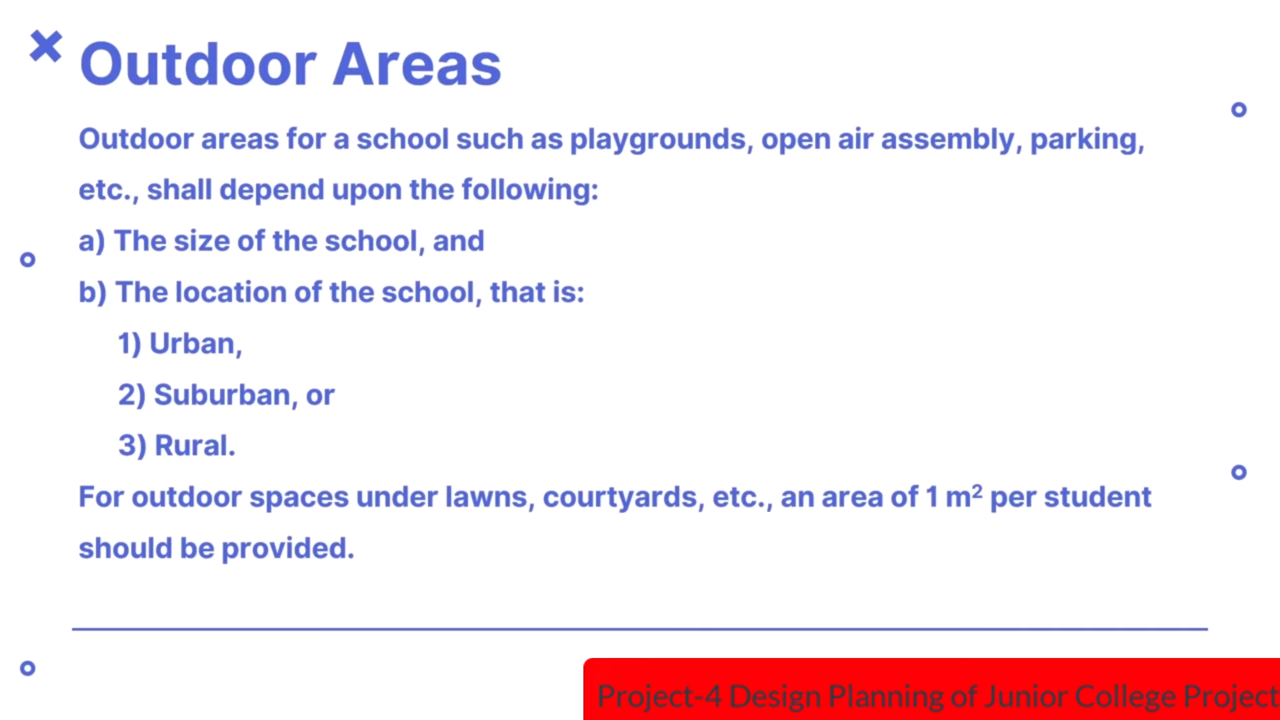 Outdoor Areas
Outdoor areas for a school such as playgrounds, open air assembly, parking,
etc., shall depend upon the following:
a) The size of the school, and
b) The location of the school, that is:
1) Urban,
2) Suburban, or
3) Rural.
For outdoor spaces under lawns, courtyards, etc., an area of 1 m² per student
should be provided.
Project-4 Design Planning of Junior College Project